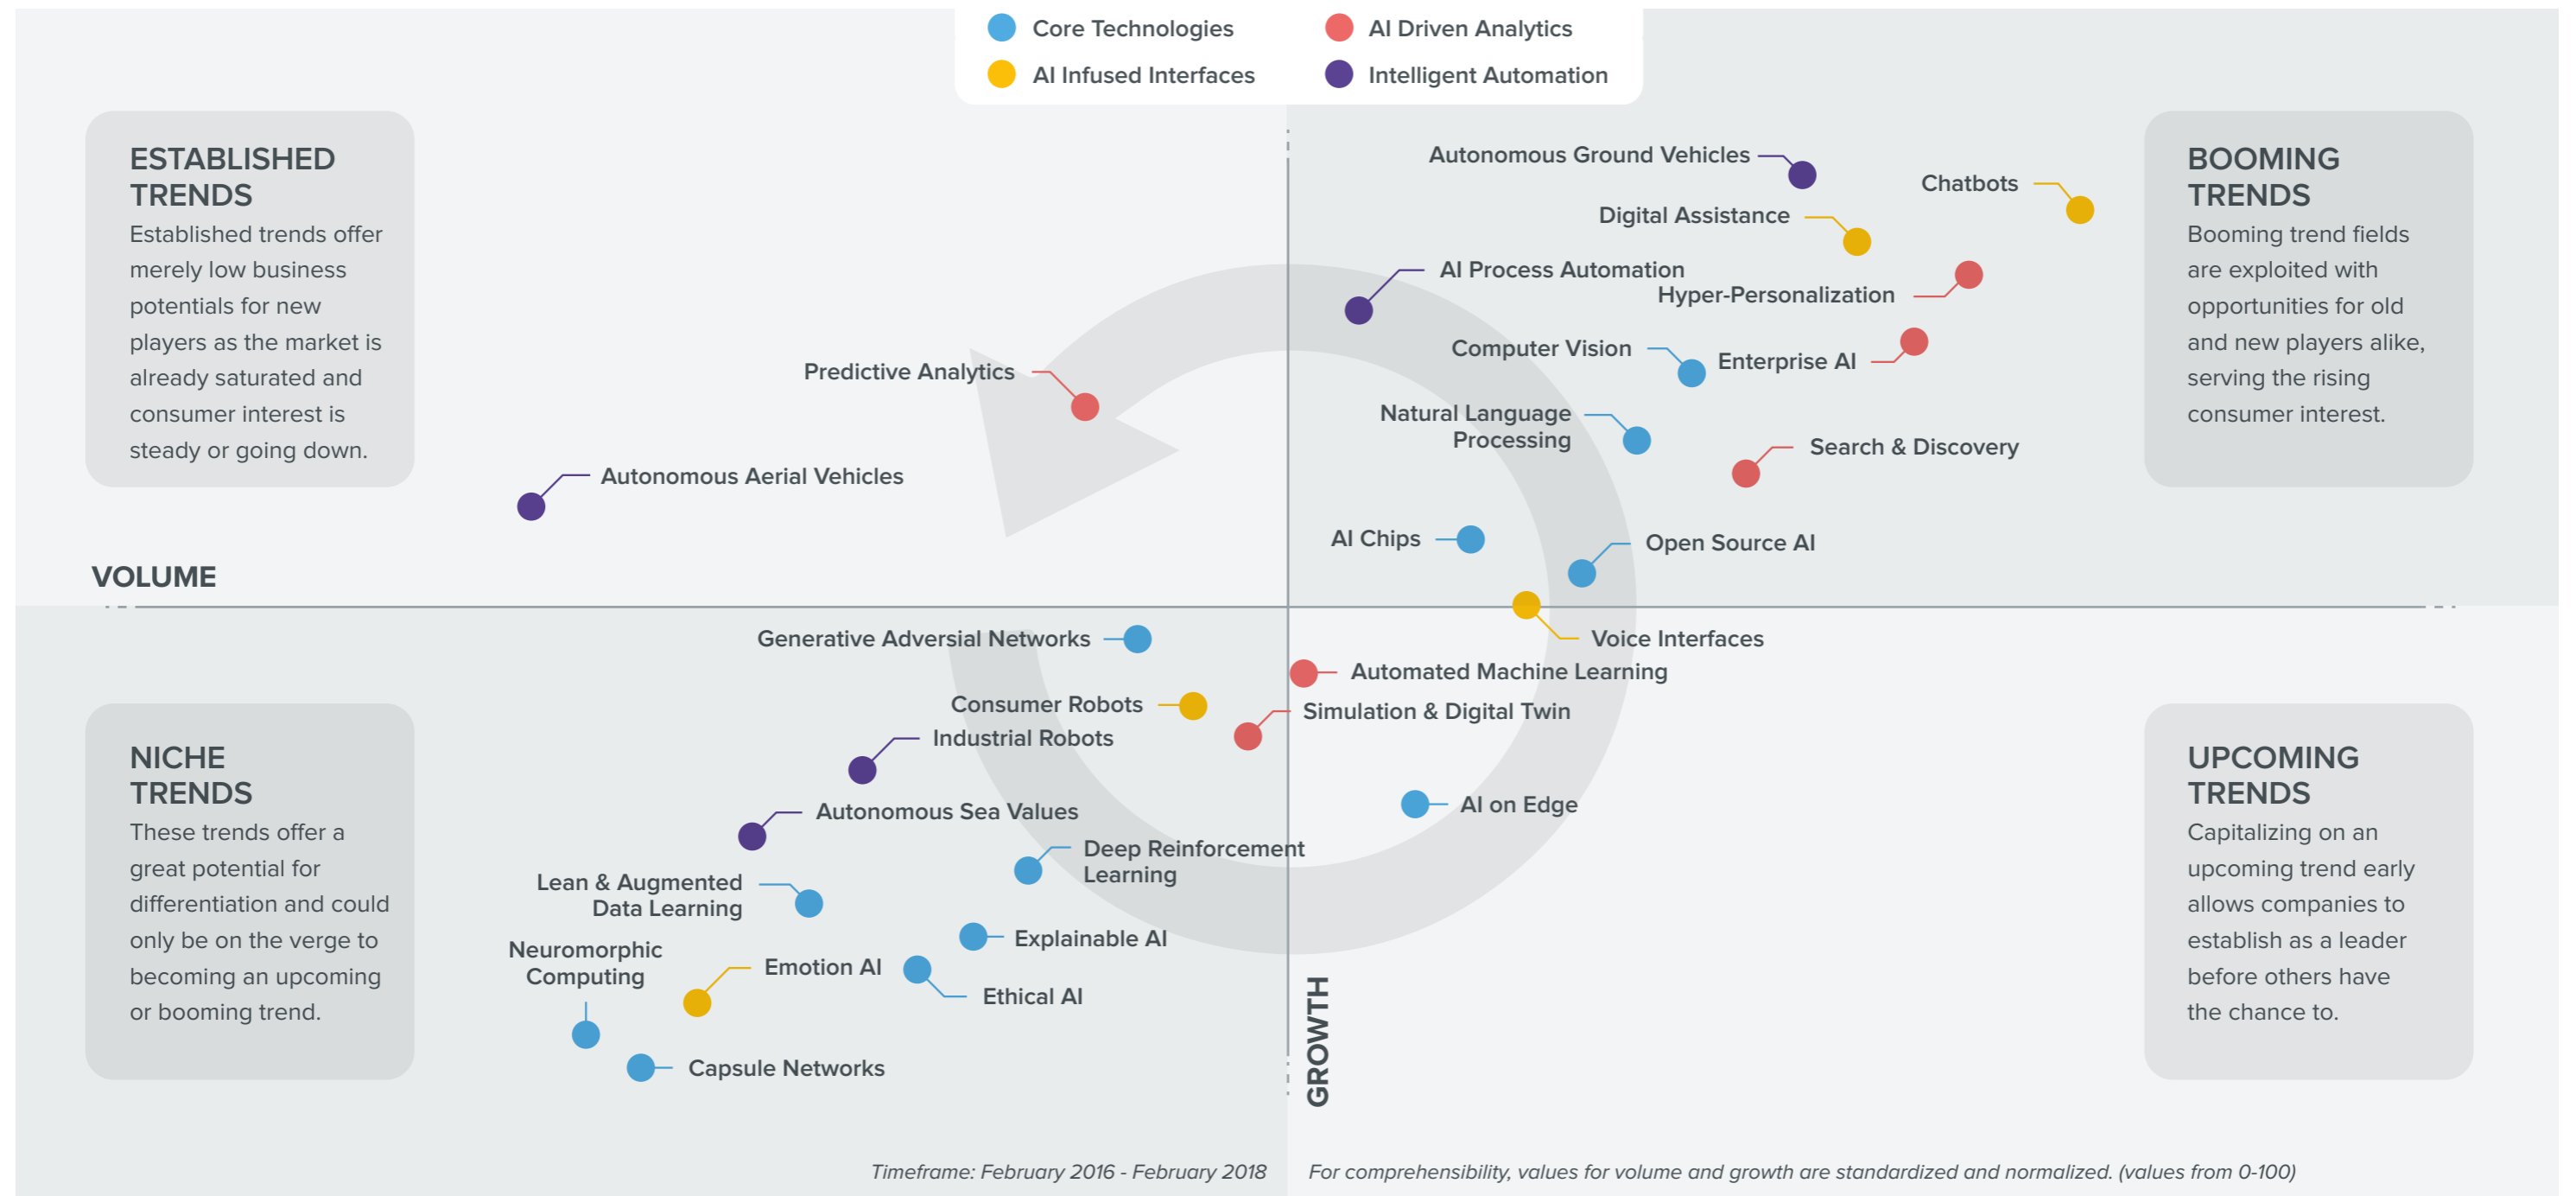 Core Technologies
AI Driven Analytics
AI Infused Interfaces
Intelligent Automation
ESTABLISHED
TRENDS
Established trends offer
merely low business
potentials for new
players as the market is
already saturated and
consumer interest is
steady or going down.
BOOMING
TRENDS
Booming trend fields
are exploited with
opportunities for old
and new players alike,
serving the rising
consumer interest.
Autonomous Ground Vehicles
Chatbots
Digital Assistance
AI Process Automation
Hyper-Personalization
Computer Vision
Enterprise AI
Predictive Analytics
Natural Language
Processing
Search & Discovery
Autonomous Aerial Vehicles
AI Chips
Open Source AI
VOLUME
Generative Adversial Networks
Voice Interfaces
Automated Machine Learning
Consumer Robots
Simulation & Digital Twin
Industrial Robots
AI on Edge
Autonomous Sea Values
Deep Reinforcement
Learning
Lean & Augmented
Data Learning
Explainable AI
Neuromorphic
Computing
Emotion AI
Ethical AI
Capsule Networks
GROWTH
NICHE
TRENDS
These trends offer a
great potential for
differentiation and could
only be on the verge to
becoming an upcoming
or booming trend.
UPCOMING
TRENDS
Capitalizing on an
upcoming trend early
allows companies to
establish as a leader
before others have
the chance to.
Timeframe: February 2016 - February 2018
For comprehensibility, values for volume and growth are standardized and normalized. (values from 0-100)